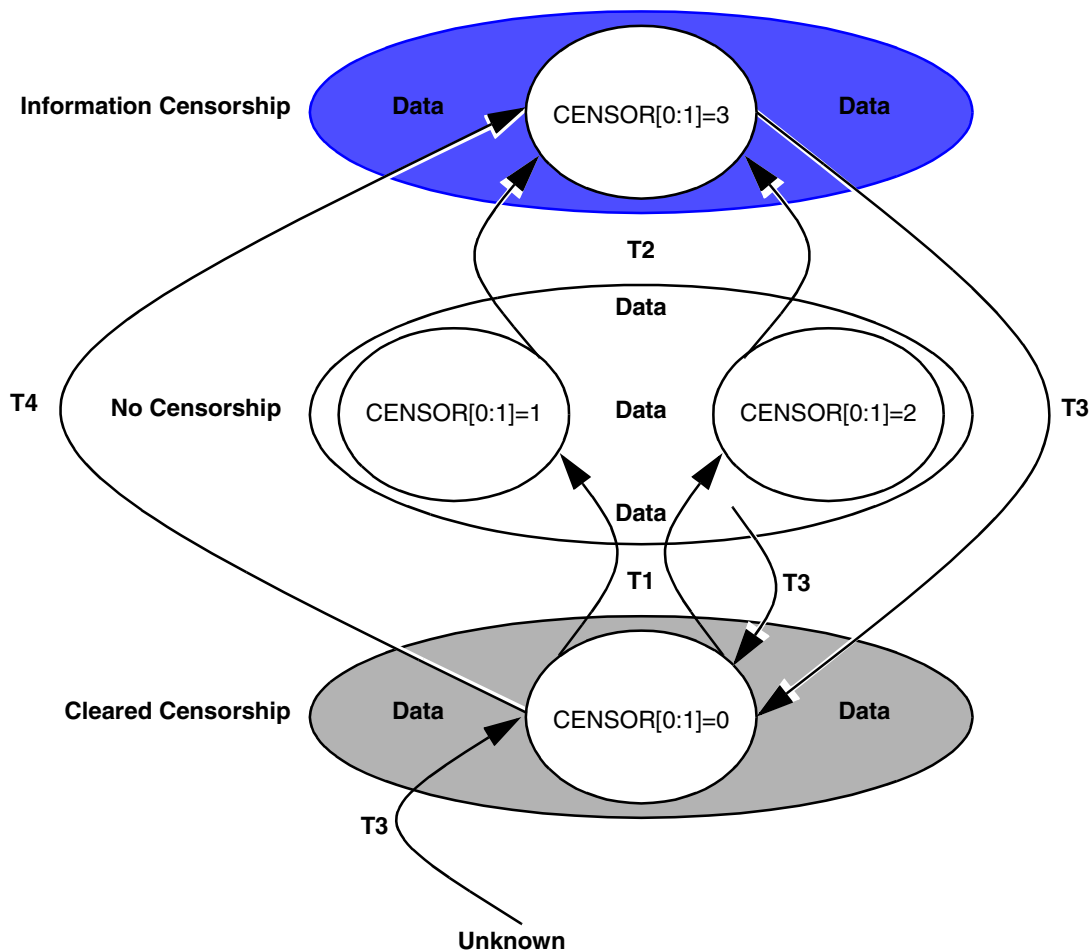 Information Censorship
Data
CENSOR[0:1]=3
Data
T2
Data
T4
No Censorship
CENSOR[0:1]=1
Data
CENSOR[0:1]=2
T3
Data
T1
T3
Cleared Censorship
Data
CENSOR[0:1]=0
Data
T3
Unknown